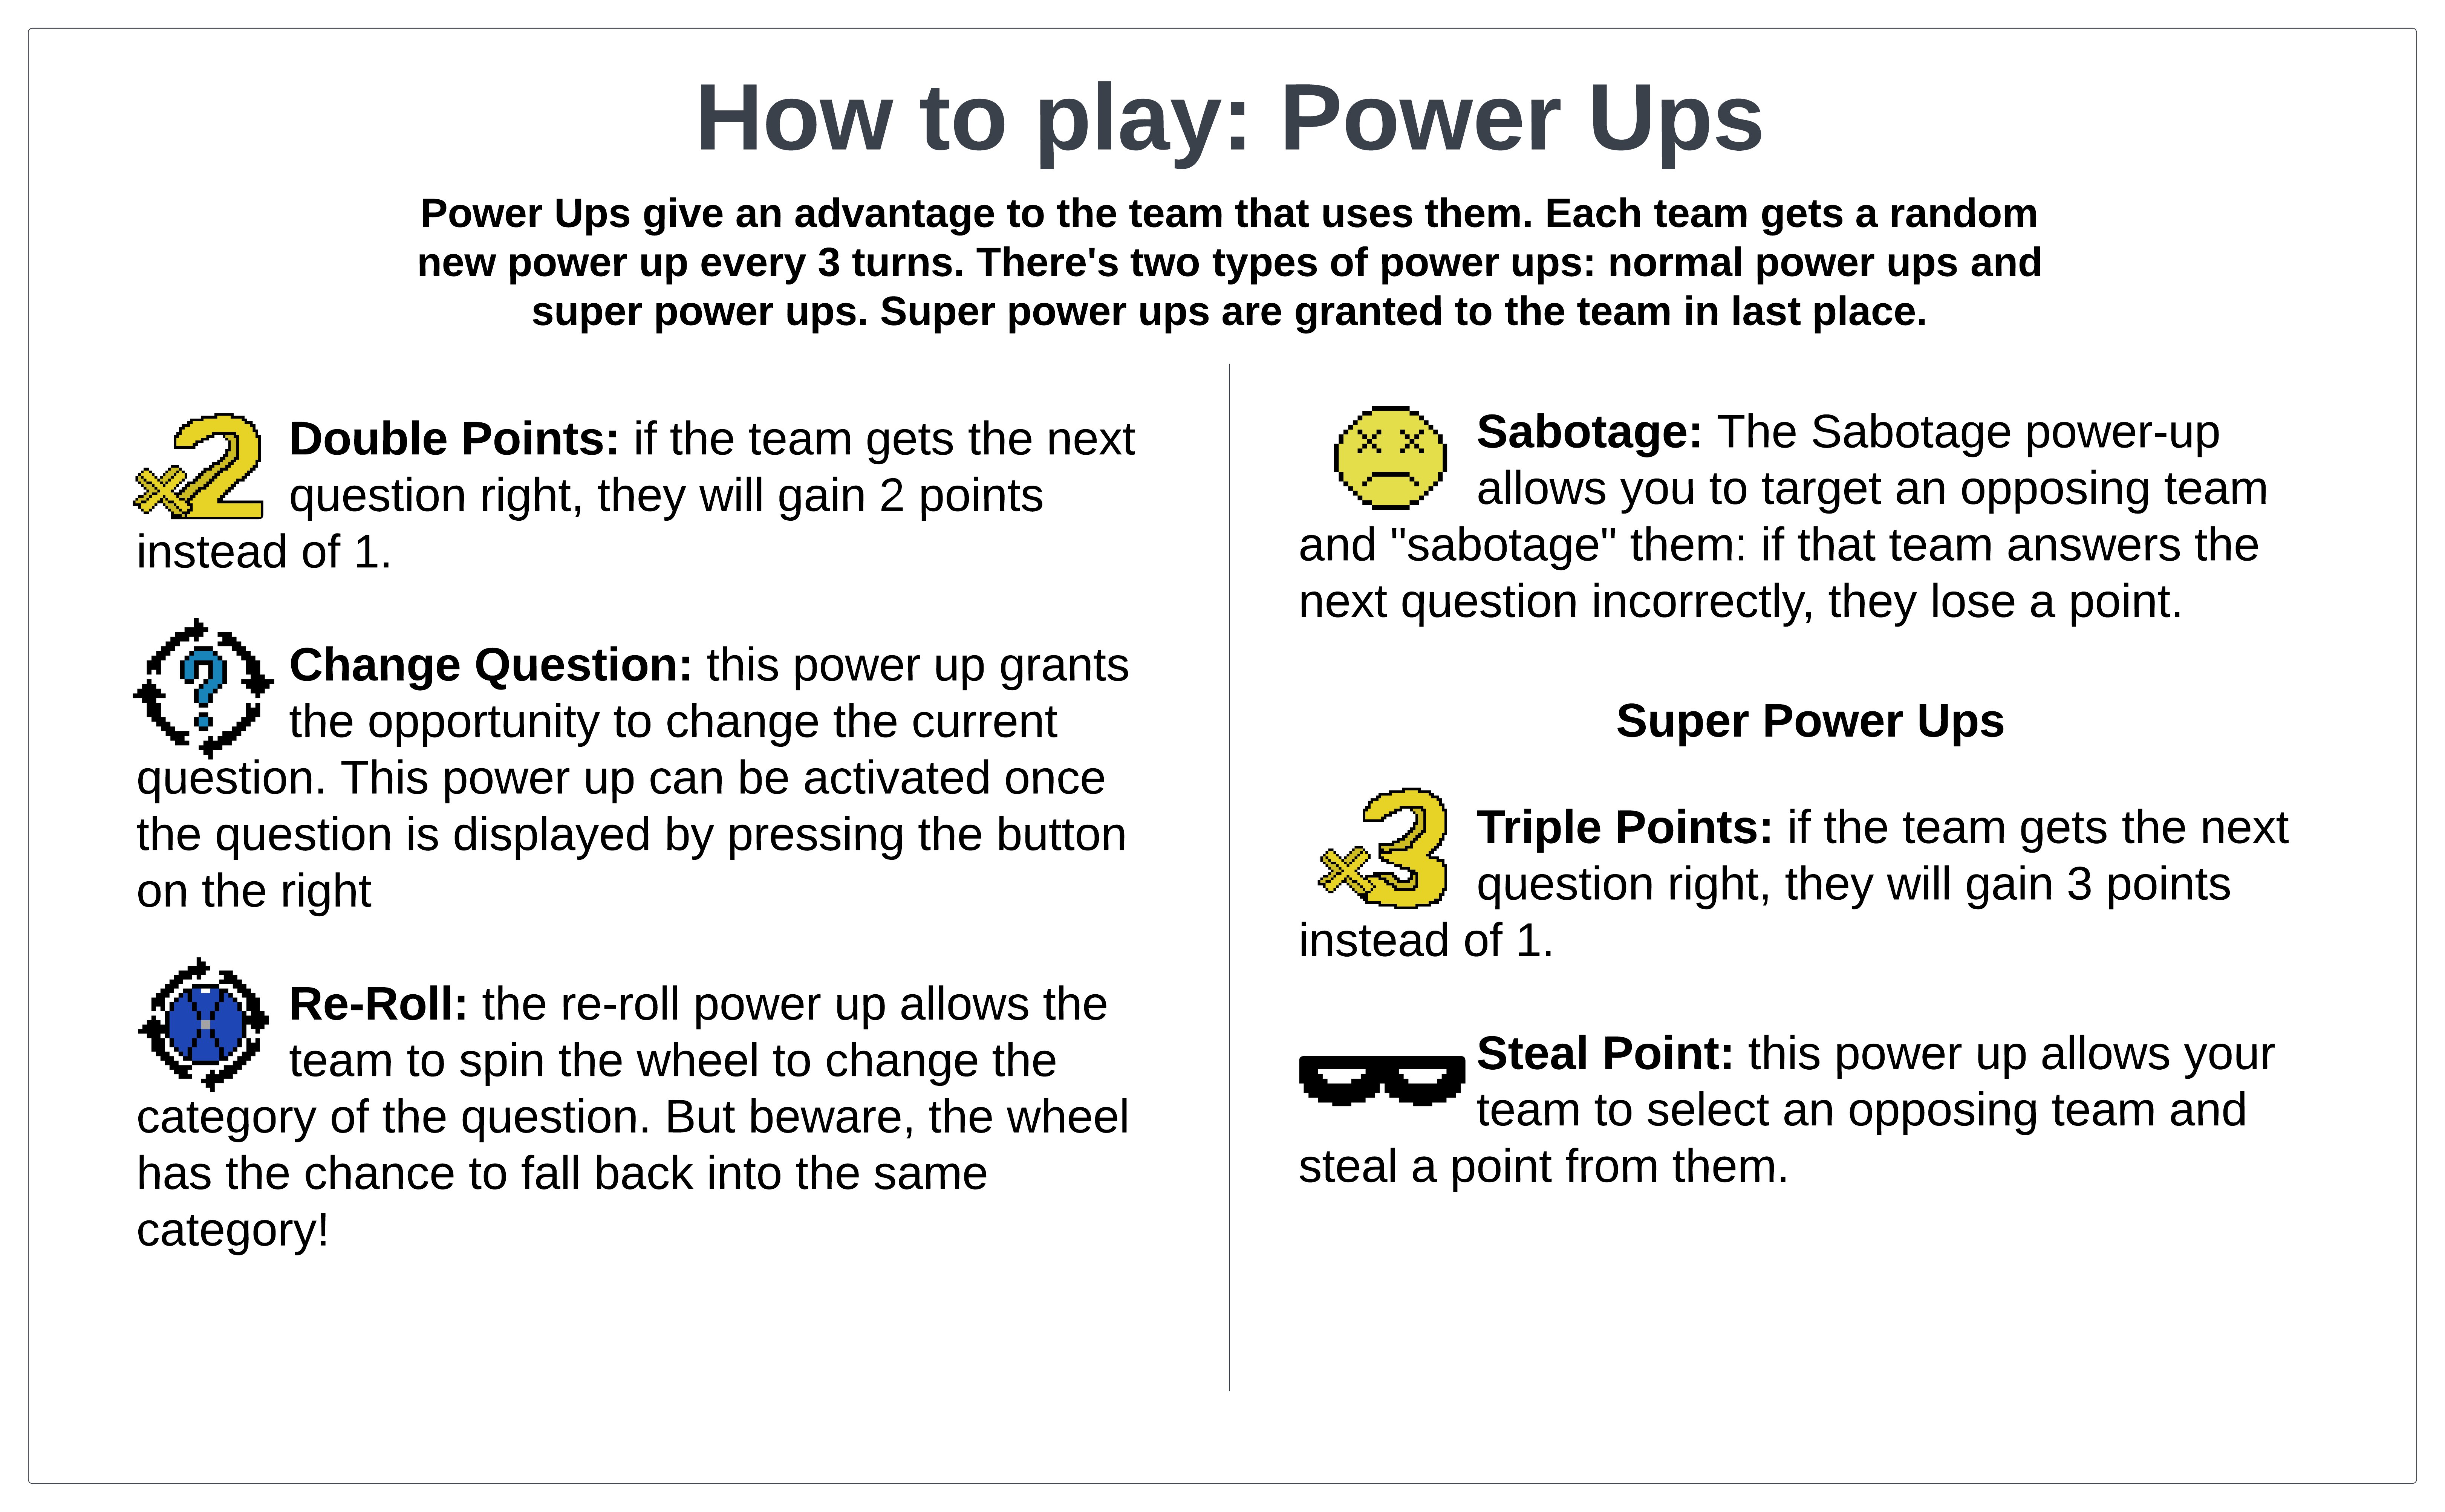 How to play: Power Ups
Power Ups give an advantage to the team that uses them. Each team gets a random
new power up every 3 turns. There's two types of power ups: normal power ups and
super power ups. Super power ups are granted to the team in last place.
×2
Double Points: if the team gets the next
question right, they will gain 2 points
instead of 1.
?
Change Question: this power up grants
the opportunity to change the current
question. This power up can be activated once
the question is displayed by pressing the button
on the right
Re-Roll: the re-roll power up allows the
team to spin the wheel to change the
category of the question. But beware, the wheel
has the chance to fall back into the same
category!
Sabotage: The Sabotage power-up
allows you to target an opposing team
and "sabotage" them: if that team answers the
next question incorrectly, they lose a point.
Super Power Ups
×3
Triple Points: if the team gets the next
question right, they will gain 3 points
instead of 1.
Steal Point: this power up allows your
team to select an opposing team and
steal a point from them.